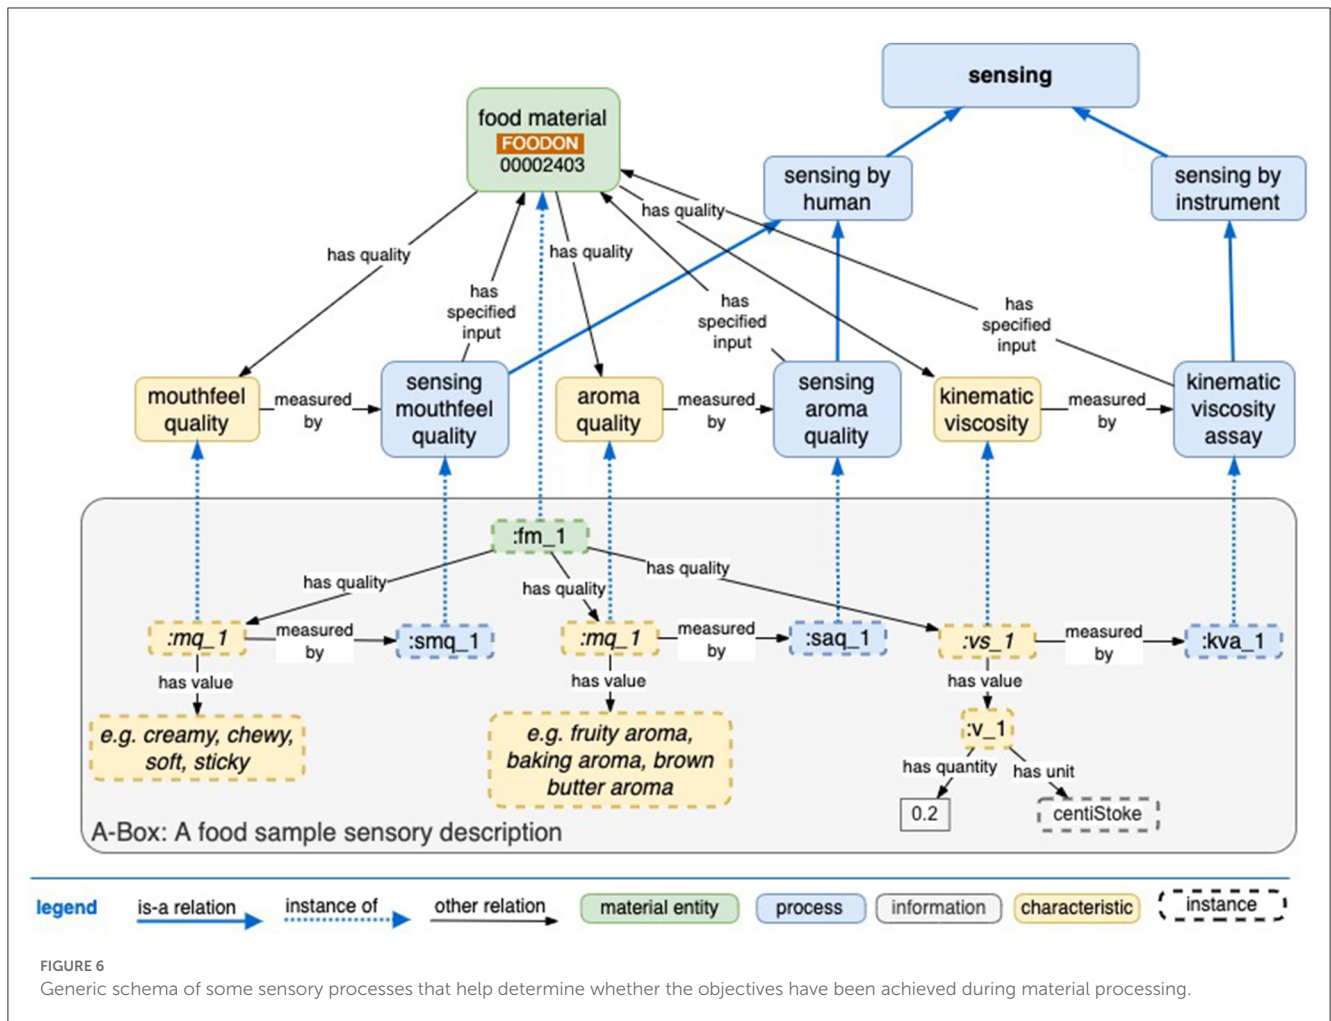 sensing
food material
FOODON
00002403
sensing by
human
sensing by
instrument
has quality
has quality
has quality
has
specified
input
has
specified
input
has
specified
input
mouthfeel
quality
measured
by
sensing
mouthfeel
quality
aroma
quality
measured
by
sensing
aroma
quality
kinematic
viscosity
measured
by
kinematic
viscosity
assay
:fm_1
has quality
has quality
has quality
:mq_1
measured
by
:smq_1
:mq_1
measured
by
:saq_1
:vs_1
measured
by
:kva_1
has value
has value
has value
e.g. creamy, chewy,
soft, sticky
e.g. fruity aroma,
baking aroma, brown
butter aroma
:v_1
has quantity
has unit
0.2
centiStoke
A-Box: A food sample sensory description
legend
is-a relation
instance of
other relation
material entity
process
information
characteristic
instance
FIGURE 6
Generic schema of some sensory processes that help determine whether the objectives have been achieved during material processing.